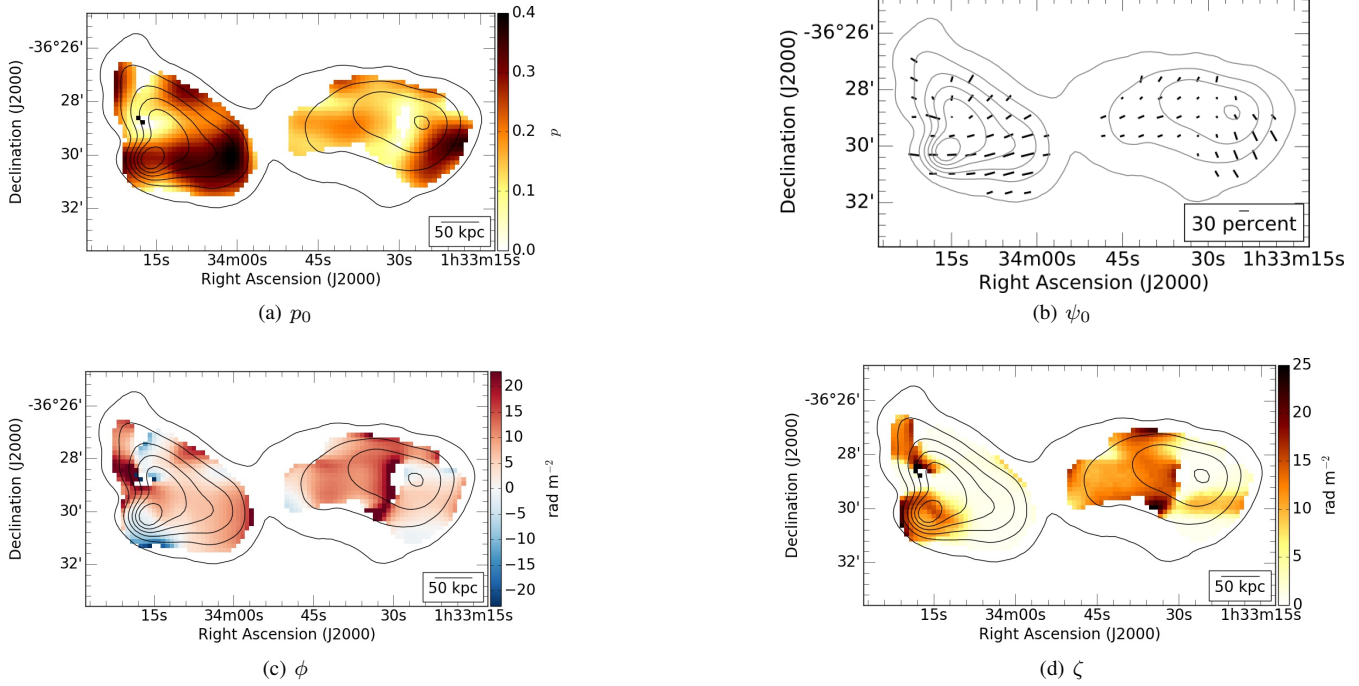 0.4
-36°26'
28'
0.3
Declination (J2000)
p
0.2
30'
0.1
32'
50 kpc
0.0
15s 34m00s 45s 30s 1h33m15s
Right Ascension (J2000)
(a) p₀
-36°26'
28'
Declination (J2000)
30'
32'
30 percent
15s 34m00s 45s 30s 1h33m15s
Right Ascension (J2000)
(b) ψ₀
20
-36°26'
15
10
28'
5
Declination (J2000)
rad m⁻²
0
−5
30'
−10
−15
32'
50 kpc
−20
15s 34m00s 45s 30s 1h33m15s
Right Ascension (J2000)
(c) ϕ
25
-36°26'
20
28'
15
Declination (J2000)
rad m⁻²
10
30'
5
32'
50 kpc
0
15s 34m00s 45s 30s 1h33m15s
Right Ascension (J2000)
(d) ζ